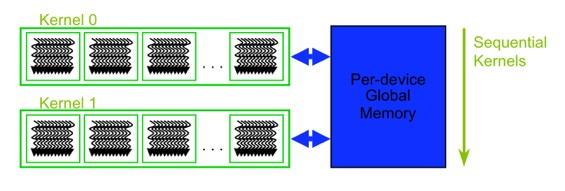 Kernel 0
. . .
Kernel 1
. . .
Per-device
Global
Memory
Sequential
Kernels